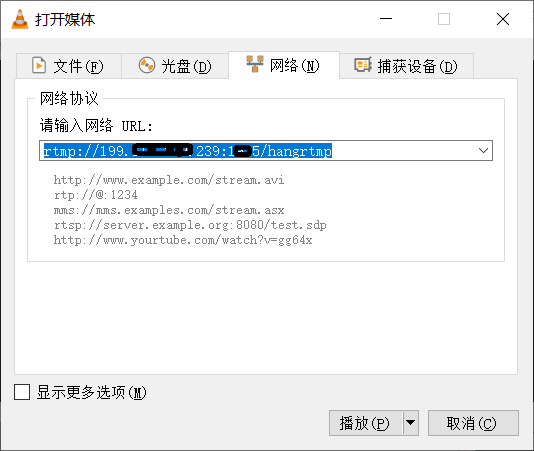 打开媒体
文件(F)
光盘(D)
网络(N)
捕获设备(D)
网络协议
请输入网络 URL:
rtmp://199. 239:1 5/hangrtmp
http://www.example.com/stream.avi
rtp://@:1234
mms://mms.examples.com/stream.asx
rtsp://server.example.org:8080/test.sdp
http://www.yourtube.com/watch?v=gg64x
显示更多选项(M)
播放(P)
取消(C)